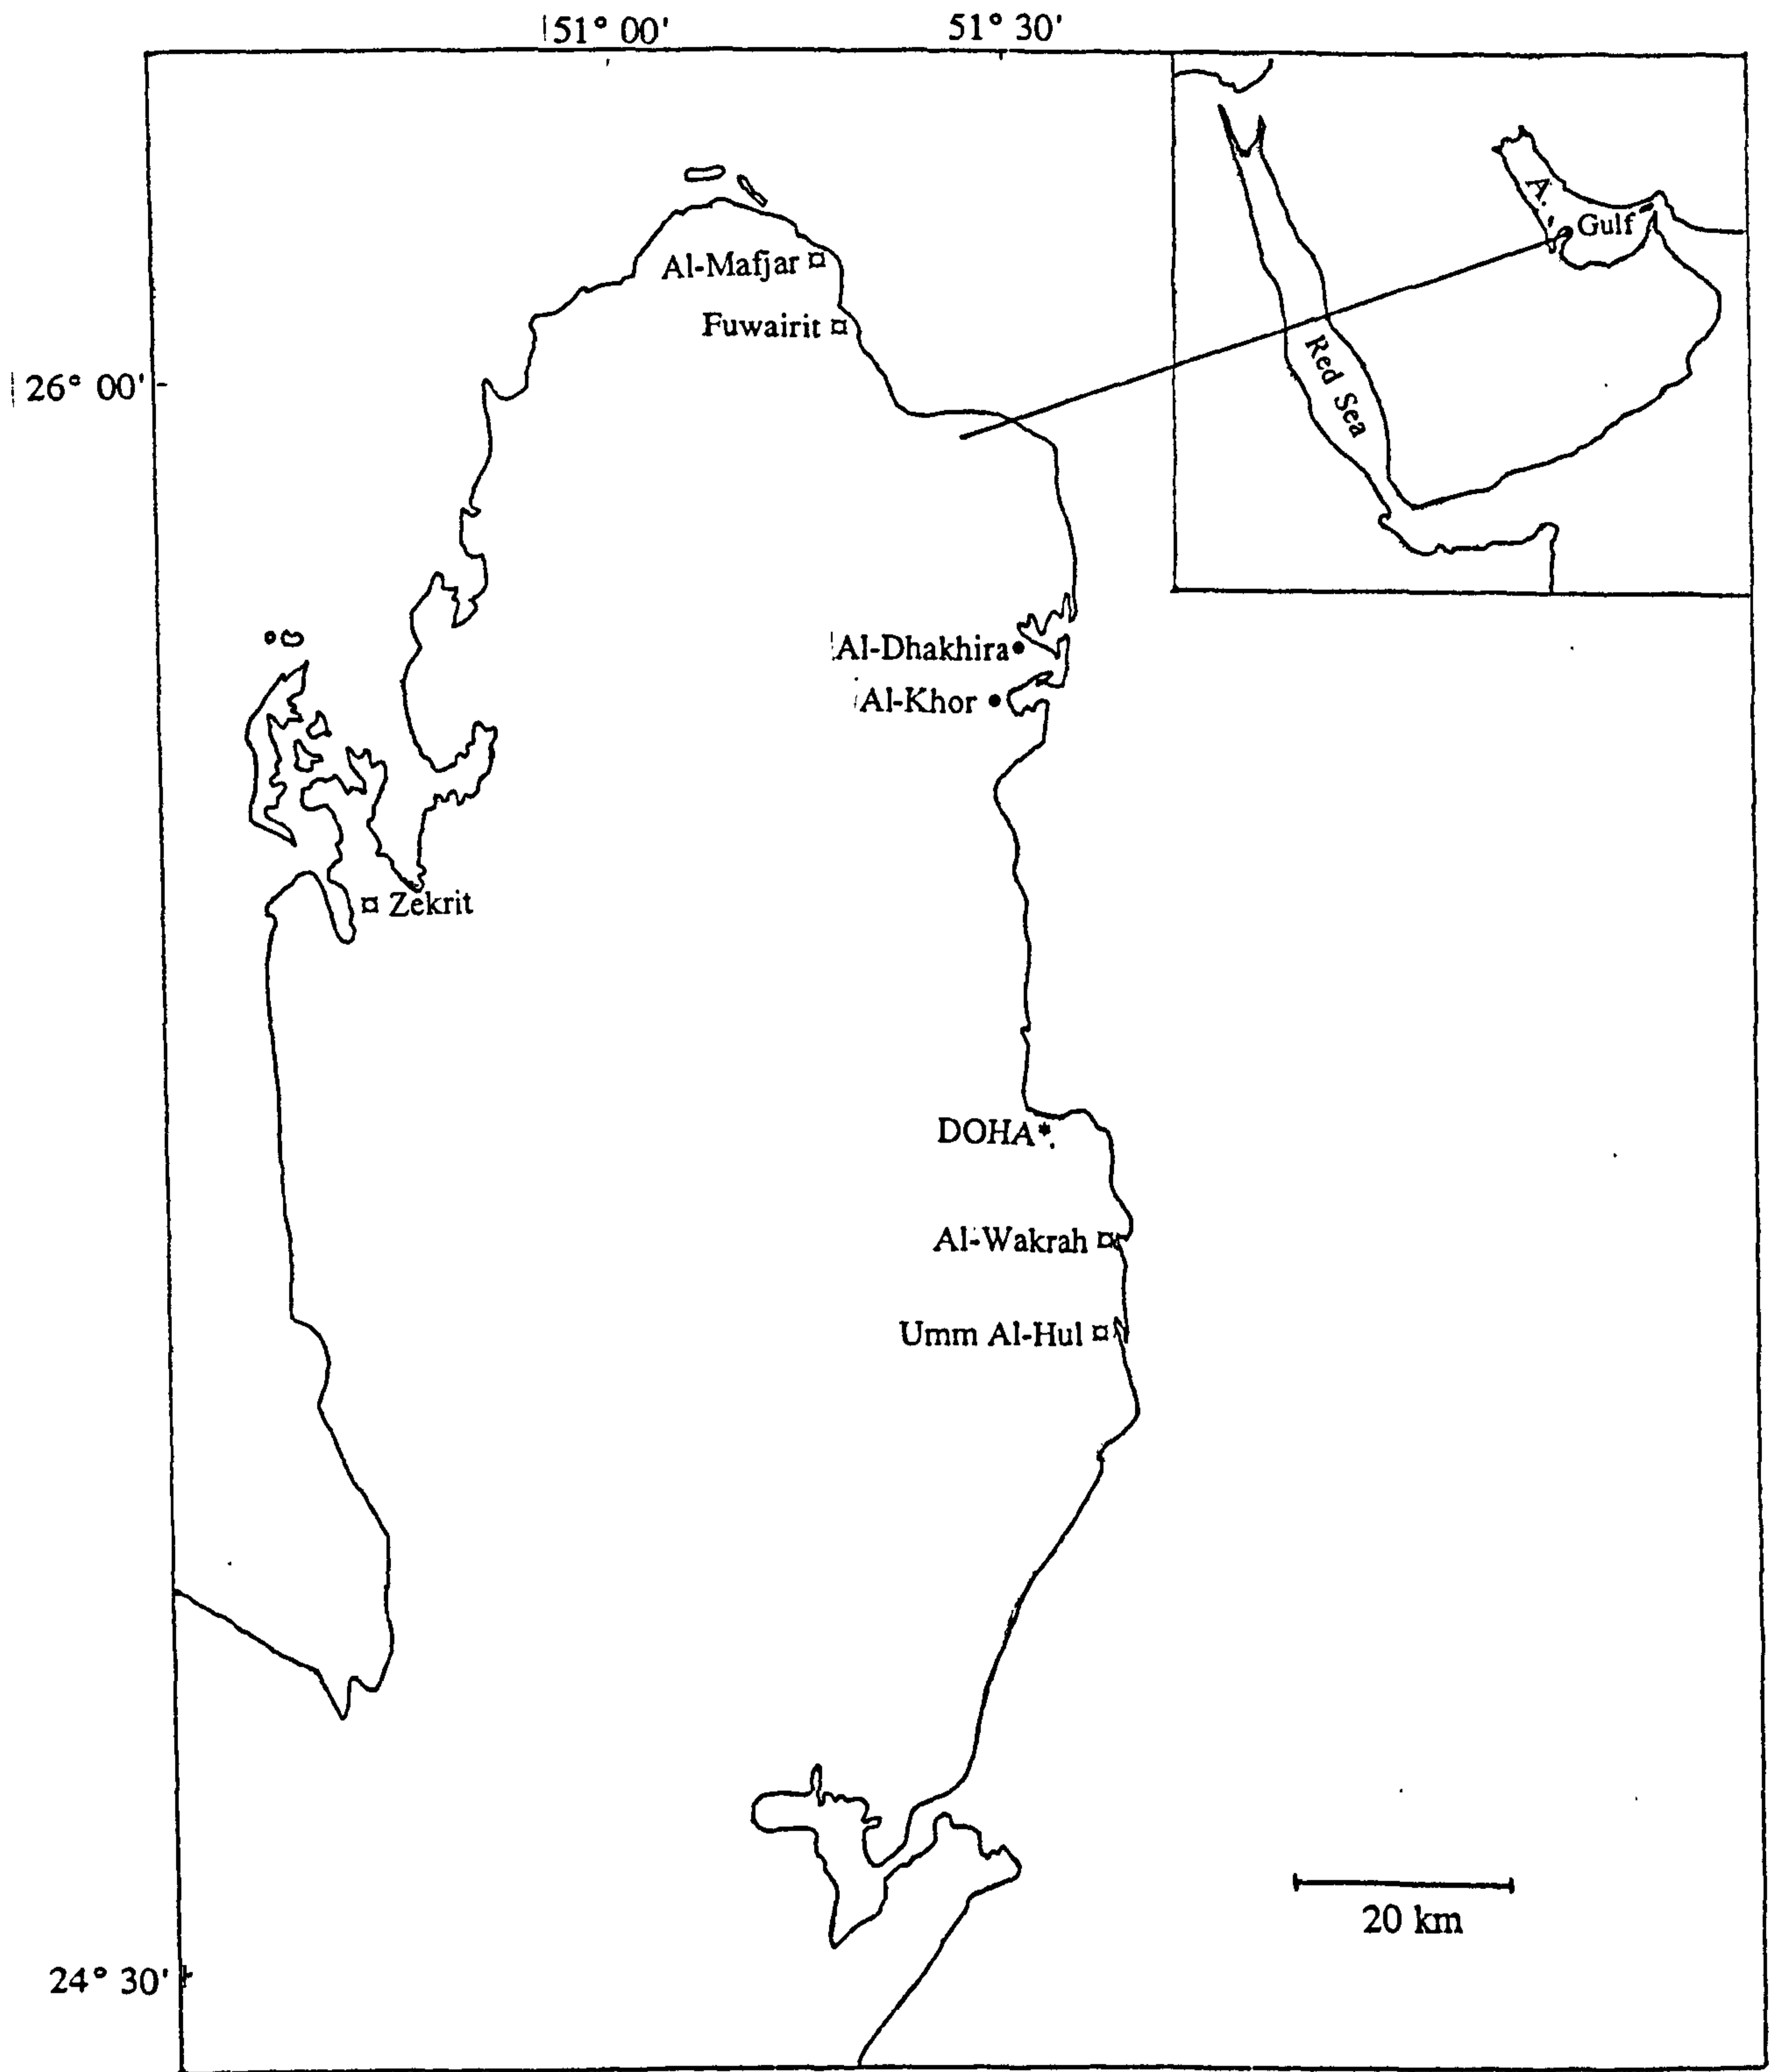 51° 00'
51° 30'
A. Gulf
Al-Mafjar
Fuwairit
Red Sea
26° 00'
Al-Dhakhira
Al-Khor
Zekrit
DOHA*
Al-Wakrah
Umm Al-Hul
20 km
24° 30'